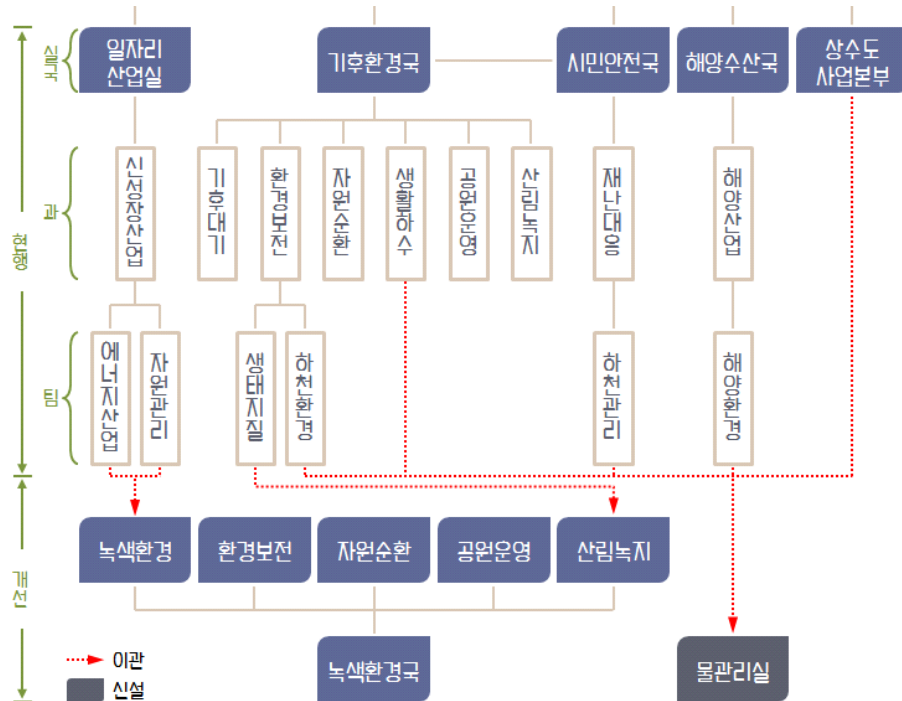 실국
일자리
산업실
기후환경국
시민안전국
해양수산국
상수도
사업본부
현행
과
신성장산업
기후대기
환경보전
자원순환
생활하수
공원운영
산림녹지
재난대응
해양산업
팀
에너지산업
자원관리
생태지질
하천환경
하천관리
해양환경
개선
녹색환경
환경보전
자원순환
공원운영
산림녹지
녹색환경국
물관리실
이관
신설